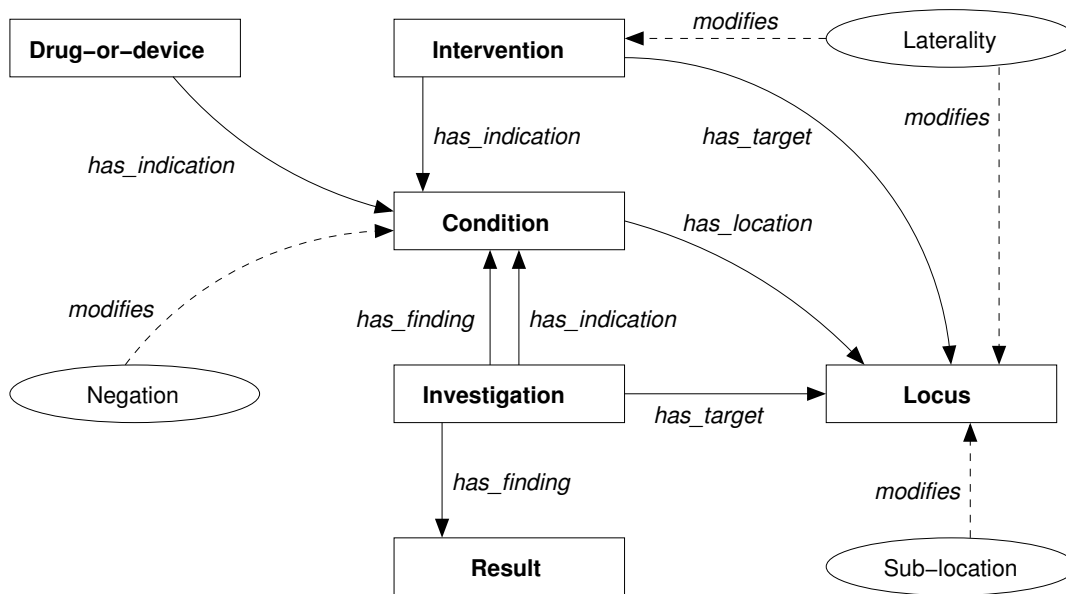 modifies
Drug−or−device
Intervention
Laterality
modifies
has_target
has_indication
has_indication
Condition
has_location
modifies
has_finding
has_indication
Negation
Investigation
Locus
has_target
has_finding
modifies
Result
Sub−location